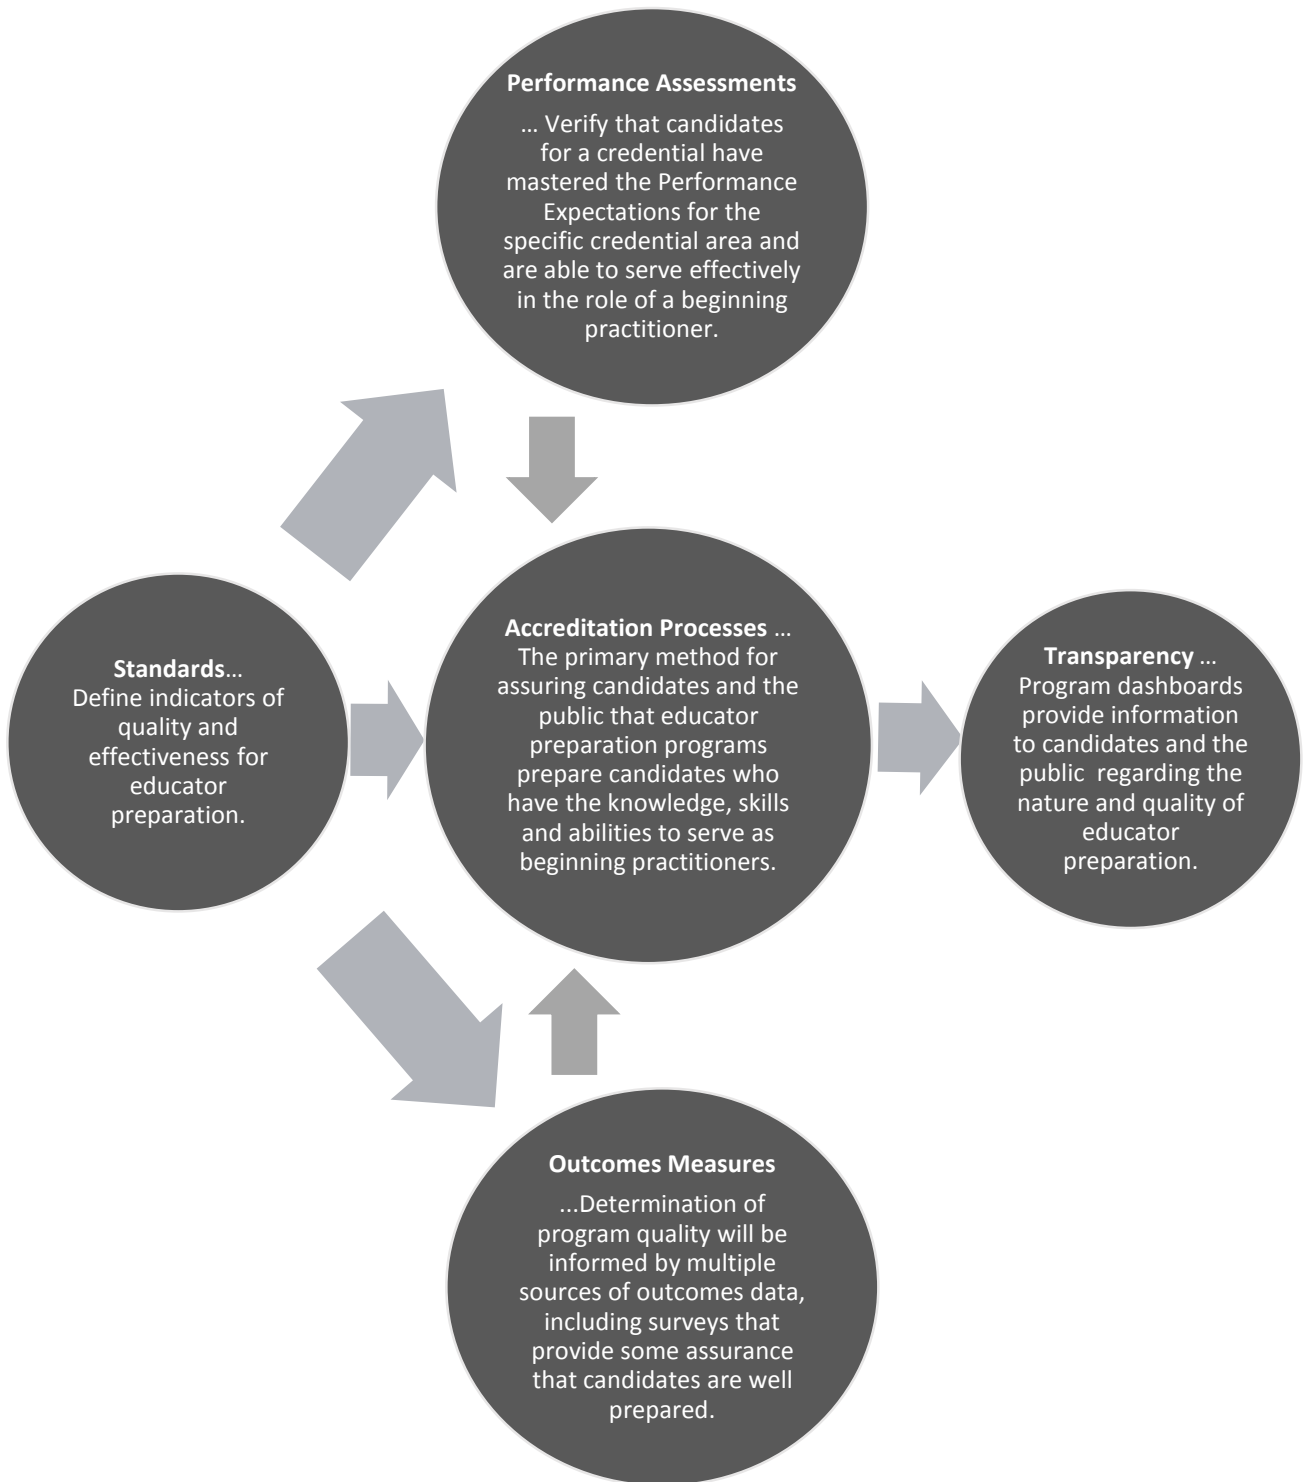 Performance Assessments
... Verify that candidates
for a credential have
mastered the Performance
Expectations for the
specific credential area and
are able to serve effectively
in the role of a beginning
practitioner.
Standards...
Define indicators of
quality and
effectiveness for
educator
preparation.
Accreditation Processes ...
The primary method for
assuring candidates and the
public that educator
preparation programs
prepare candidates who
have the knowledge, skills
and abilities to serve as
beginning practitioners.
Transparency ...
Program dashboards
provide information
to candidates and the
public regarding the
nature and quality of
educator
preparation.
Outcomes Measures
...Determination of
program quality will be
informed by multiple
sources of outcomes data,
including surveys that
provide some assurance
that candidates are well
prepared.